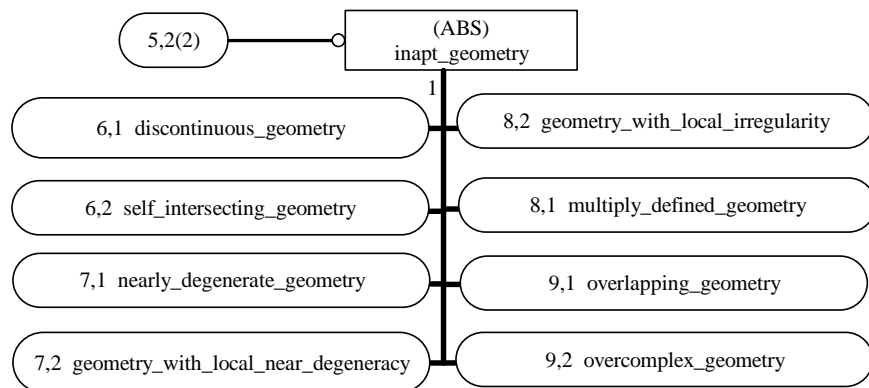 5,2(2)
(ABS)
inapt_geometry
1
6,1 discontinuous_geometry
8,2 geometry_with_local_irregularity
6,2 self_intersecting_geometry
8,1 multiply_defined_geometry
7,1 nearly_degenerate_geometry
9,1 overlapping_geometry
7,2 geometry_with_local_near_degeneracy
9,2 overcomplex_geometry